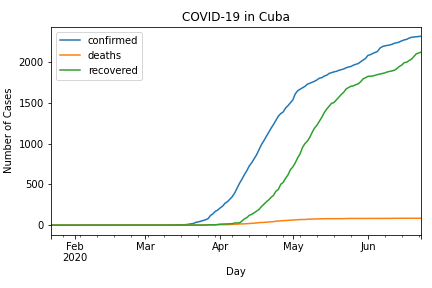 COVID-19 in Cuba
confirmed
deaths
recovered
Number of Cases
2000
1500
1000
500
0
Feb Mar Apr May Jun
2020
Day